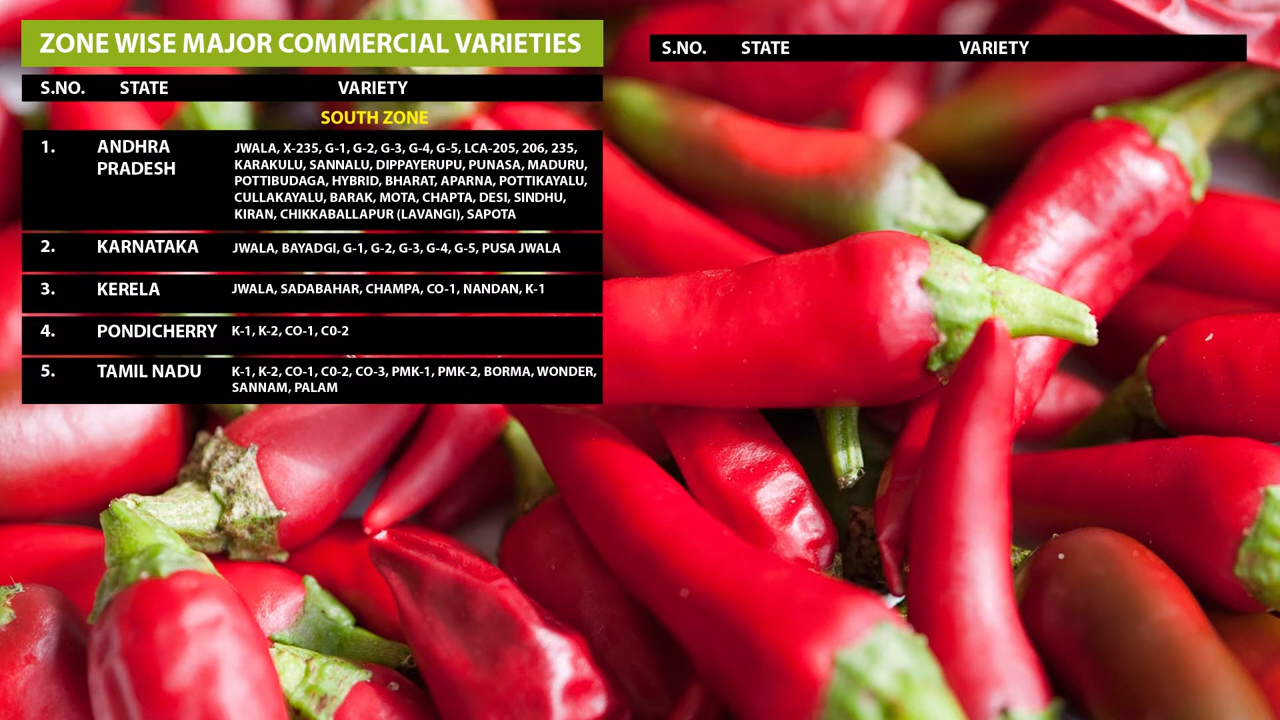 ZONE WISE MAJOR COMMERCIAL VARIETIES
S.NO. STATE VARIETY
SOUTH ZONE
1. ANDHRA PRADESH JWALA, X-235, G-1, G-2, G-3, G-4, G-5, LCA-205, 206, 235,
KARAKULU, SANNALU, DIPPAYERUPU, PUNASA, MADURU,
POTTIBUDAGA, HYBRID, BHARAT, APARNA, POTTIKAYALU,
CULLAKAYALU, BARAK, MOTA, CHAPTA, DESI, SINDHU,
KIRAN, CHIKKABALLAPUR (LAVANGI), SAPOTA
2. KARNATAKA JWALA, BAYADGI, G-1, G-2, G-3, G-4, G-5, PUSA JWALA
3. KERELA JWALA, SADABAHAR, CHAMPA, CO-1, NANDAN, K-1
4. PONDICHERRY K-1, K-2, CO-1, C0-2
5. TAMIL NADU K-1, K-2, CO-1, C0-2, CO-3, PMK-1, PMK-2, BORMA, WONDER,
SANNAM, PALAM
S.NO. STATE VARIETY